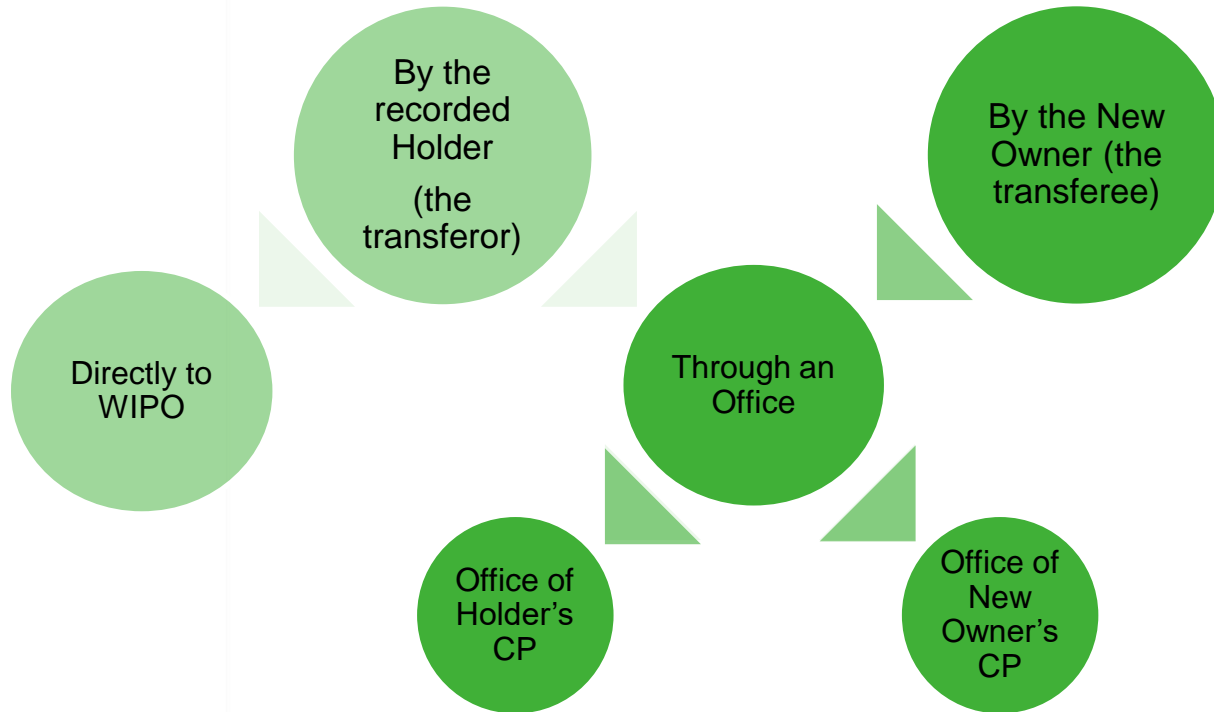 By the
recorded
Holder
(the
transferor)
By the New
Owner (the
transferee)
Directly to
WIPO
Through an
Office
Office of
Holder’s
CP
Office of
New
Owner’s
CP